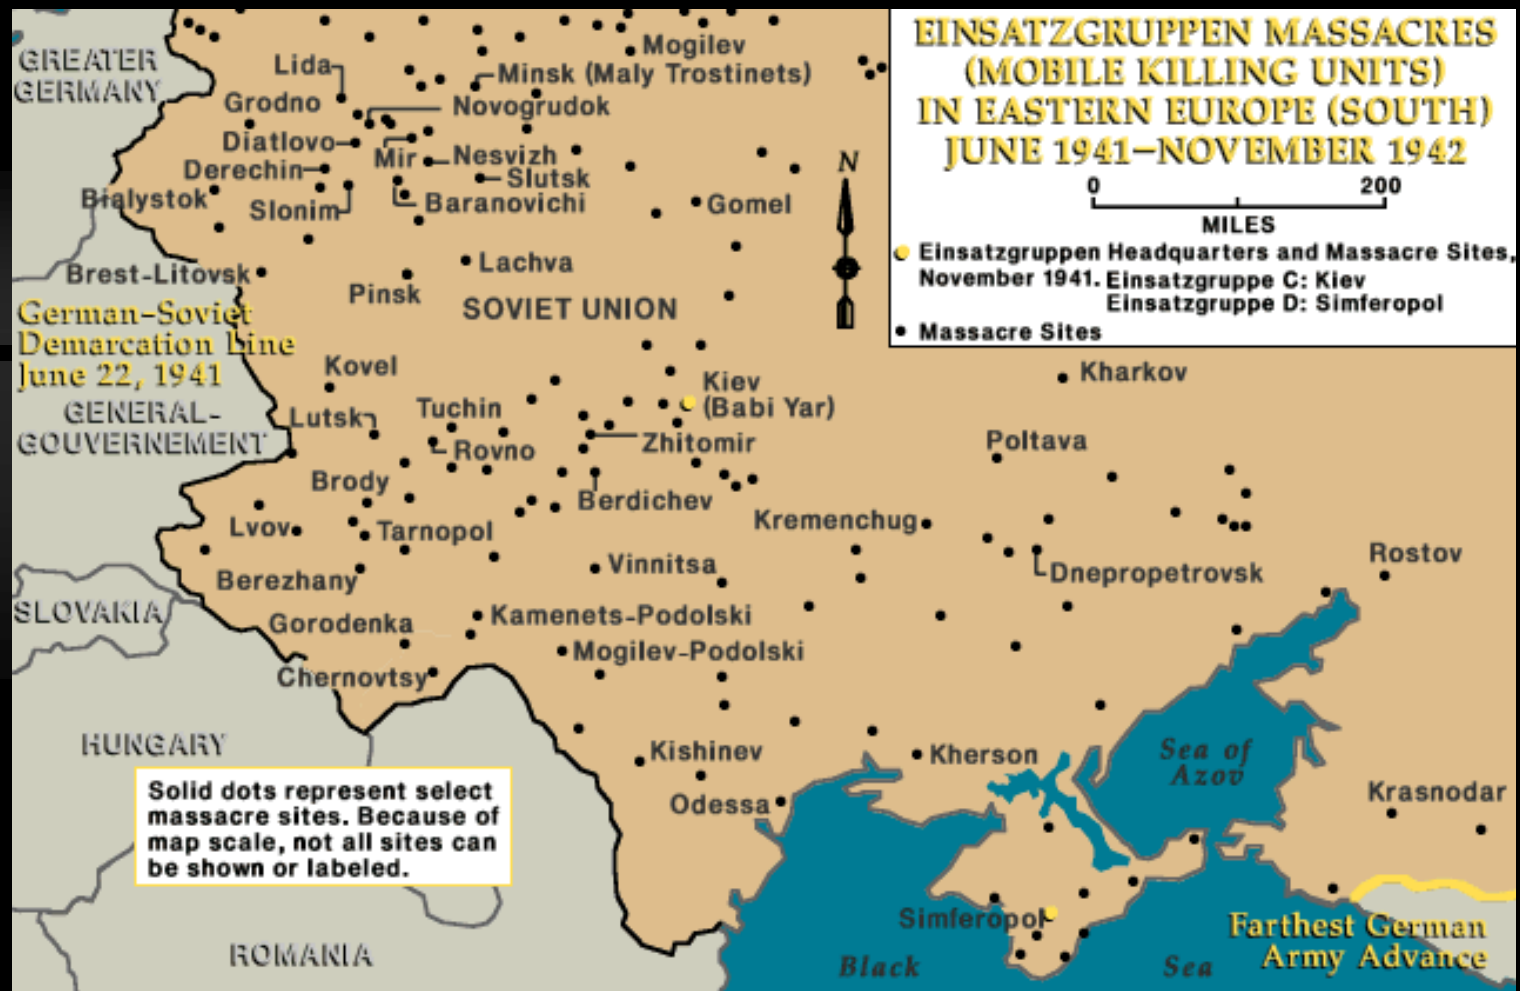 EINSATZGRUPPEN MASSACRES
(MOBILE KILLING UNITS)
IN EASTERN EUROPE (SOUTH)
JUNE 1941–NOVEMBER 1942
0 200
MILES
Einsatzgruppen Headquarters and Massacre Sites,
November 1941. Einsatzgruppe C: Kiev
Einsatzgruppe D: Simferopol
Massacre Sites
N
GREATER
GERMANY
Lida
Mogilev
Minsk (Maly Trostinets)
Grodno
Novogrudok
Diatlovo
Mir
Nesvizh
Derechin
Slutsk
Bialystok
Slonim
Baranovichi
Gomel
Brest-Litovsk
Lachva
Pinsk
SOVIET UNION
German-Soviet
Demarcation Line
June 22, 1941
Kovel
Kiev
(Babi Yar)
Kharkov
GENERAL-
GOUVERNEMENT
Lutsk
Tuchin
Rovno
Zhitomir
Poltava
Brody
Berdichev
Lvov
Tarnopol
Kremenchug
Berezhany
Vinnitsa
Dnepropetrovsk
Rostov
SLOVAKIA
Gorodenka
Kamenets-Podolski
Mogilev-Podolski
Chernovtsy
HUNGARY
Kishinev
Kherson
Sea of
Azov
Odessa
Krasnodar
Solid dots represent select
massacre sites. Because of
map scale, not all sites can
be shown or labeled.
Simferopol
ROMANIA
Black Sea
Farthest German
Army Advance